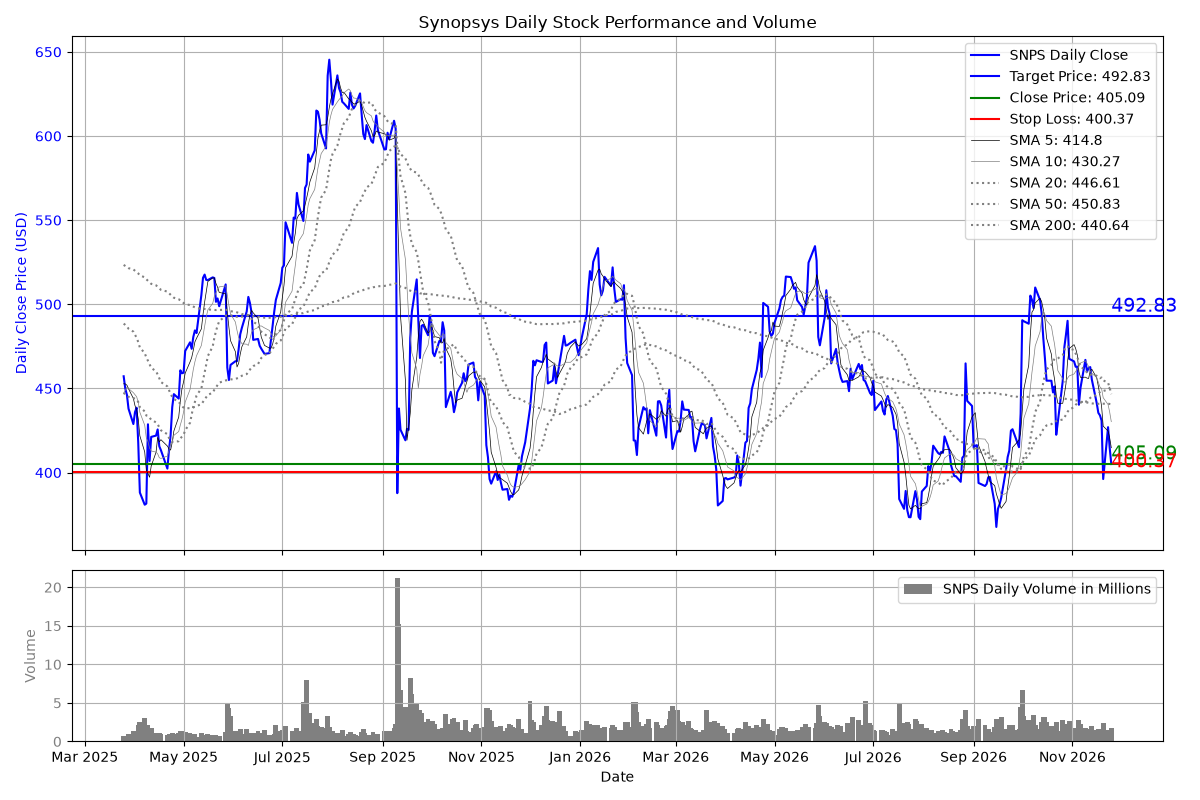 Synopsys Daily Stock Performance and Volume
650
600
550
500
450
400
Daily Close Price (USD)
SNPS Daily Close
Target Price: 492.83
Close Price: 405.09
Stop Loss: 400.37
SMA 5: 414.8
SMA 10: 430.27
SMA 20: 446.61
SMA 50: 450.83
SMA 200: 440.64
492.83
405.09
400.37
20
15
10
5
0
Volume
SNPS Daily Volume in Millions
Mar 2025 May 2025 Jul 2025 Sep 2025 Nov 2025 Jan 2026 Mar 2026 May 2026 Jul 2026 Sep 2026 Nov 2026
Date